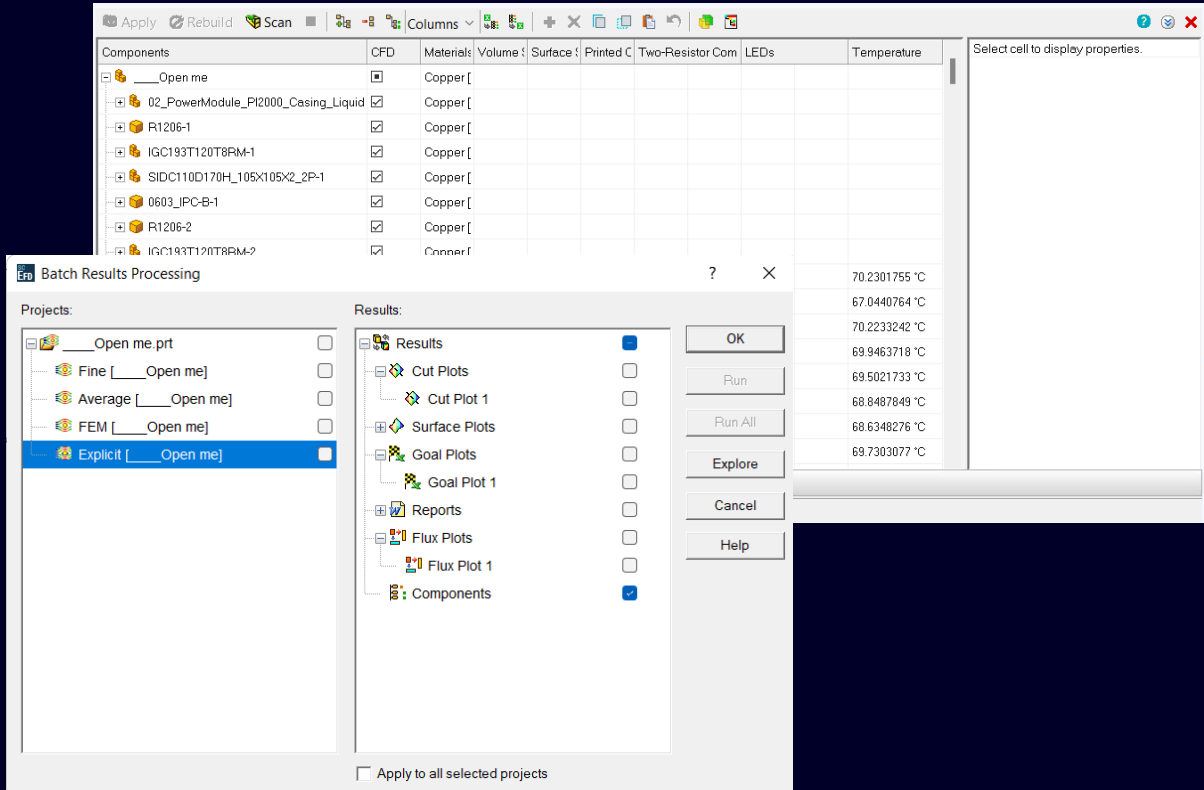 Apply Rebuild Scan Columns
Components CFD Materials Volume S Surface S Printed C Two-Resistor Com LEDs Temperature
Select cell to display properties.
____Open me Copper [
02_PowerModule_PI2000_Casing_Liquid Copper [
R1206-1 Copper [
IGC193T120T8RM-1 Copper [
SIDC110D170H_105X105X2_2P-1 Copper [
0603_IPC-B-1 Copper [
R1206-2 Copper [
IGC193T120T8RM-2 Copper [
70.2301755 °C
67.0440764 °C
70.2233242 °C
69.9463718 °C
69.5021733 °C
68.8487849 °C
68.6348276 °C
69.7303077 °C
EFD Batch Results Processing ?
Projects:
____Open me.prt
Fine [____Open me]
Average [____Open me]
FEM [____Open me]
Explicit [____Open me]
Results:
Results
Cut Plots
Cut Plot 1
Surface Plots
Goal Plots
Goal Plot 1
Reports
Flux Plots
Flux Plot 1
Components
OK
Run
Run All
Explore
Cancel
Help
Apply to all selected projects